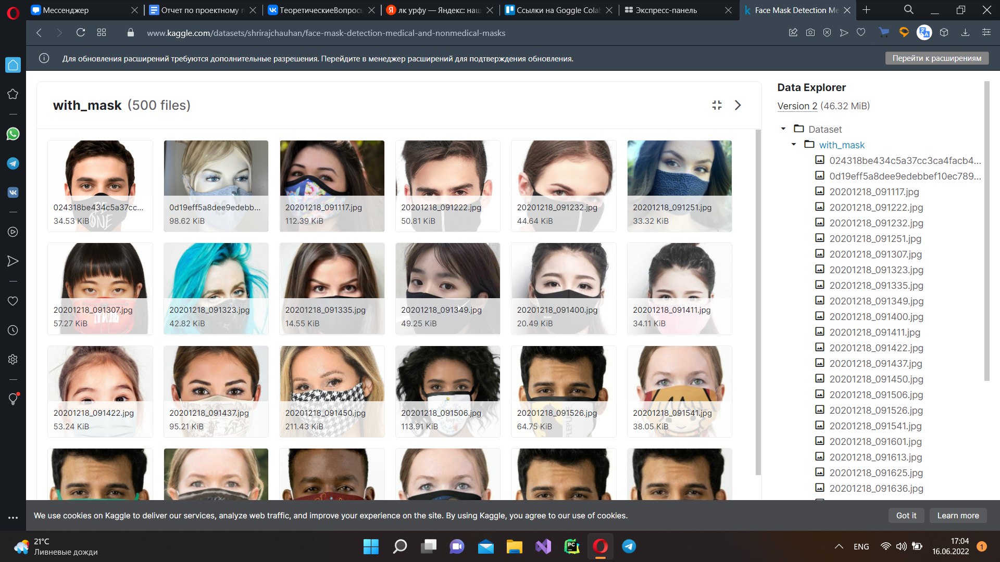 Мессенджер
Отчет по проектному п
ТеоретическиеВопрось
лк урфу — Яндекс: наш
Ссылки на Goggle Colab
Экспресс-панель
Face Mask Detection Me
www.kaggle.com/datasets/shrirajchauhan/face-mask-detection-medical-and-nonmedical-masks
Для обновления расширений требуются дополнительные разрешения. Перейдите в менеджер расширений для подтверждения обновления.
Перейти к расширениям
with_mask (500 files)
024318be434c5a37cc...
34.53 KiB
0d19eff5a8dee9edebb...
98.62 KiB
20201218_091117.jpg
112.39 KiB
20201218_091222.jpg
50.81 KiB
20201218_091232.jpg
44.64 KiB
20201218_091251.jpg
33.32 KiB
20201218_091307.jpg
57.27 KiB
20201218_091323.jpg
42.82 KiB
20201218_091335.jpg
14.55 KiB
20201218_091349.jpg
49.25 KiB
20201218_091400.jpg
20.49 KiB
20201218_091411.jpg
34.11 KiB
20201218_091422.jpg
53.24 KiB
20201218_091437.jpg
95.21 KiB
20201218_091450.jpg
211.43 KiB
20201218_091506.jpg
113.91 KiB
20201218_091526.jpg
64.75 KiB
20201218_091541.jpg
38.05 KiB
Data Explorer
Version 2 (46.32 MiB)
Dataset
with_mask
024318be434c5a37cc3ca4facb4...
0d19eff5a8dee9edebbef10ec789...
20201218_091117.jpg
20201218_091222.jpg
20201218_091232.jpg
20201218_091251.jpg
20201218_091307.jpg
20201218_091323.jpg
20201218_091335.jpg
20201218_091349.jpg
20201218_091400.jpg
20201218_091411.jpg
20201218_091422.jpg
20201218_091437.jpg
20201218_091450.jpg
20201218_091506.jpg
20201218_091526.jpg
20201218_091541.jpg
20201218_091601.jpg
20201218_091613.jpg
20201218_091625.jpg
20201218_091636.jpg
We use cookies on Kaggle to deliver our services, analyze web traffic, and improve your experience on the site. By using Kaggle, you agree to our use of cookies.
Got it
Learn more
21°C
Ливневые дожди
ENG
17:04
16.06.2022
1